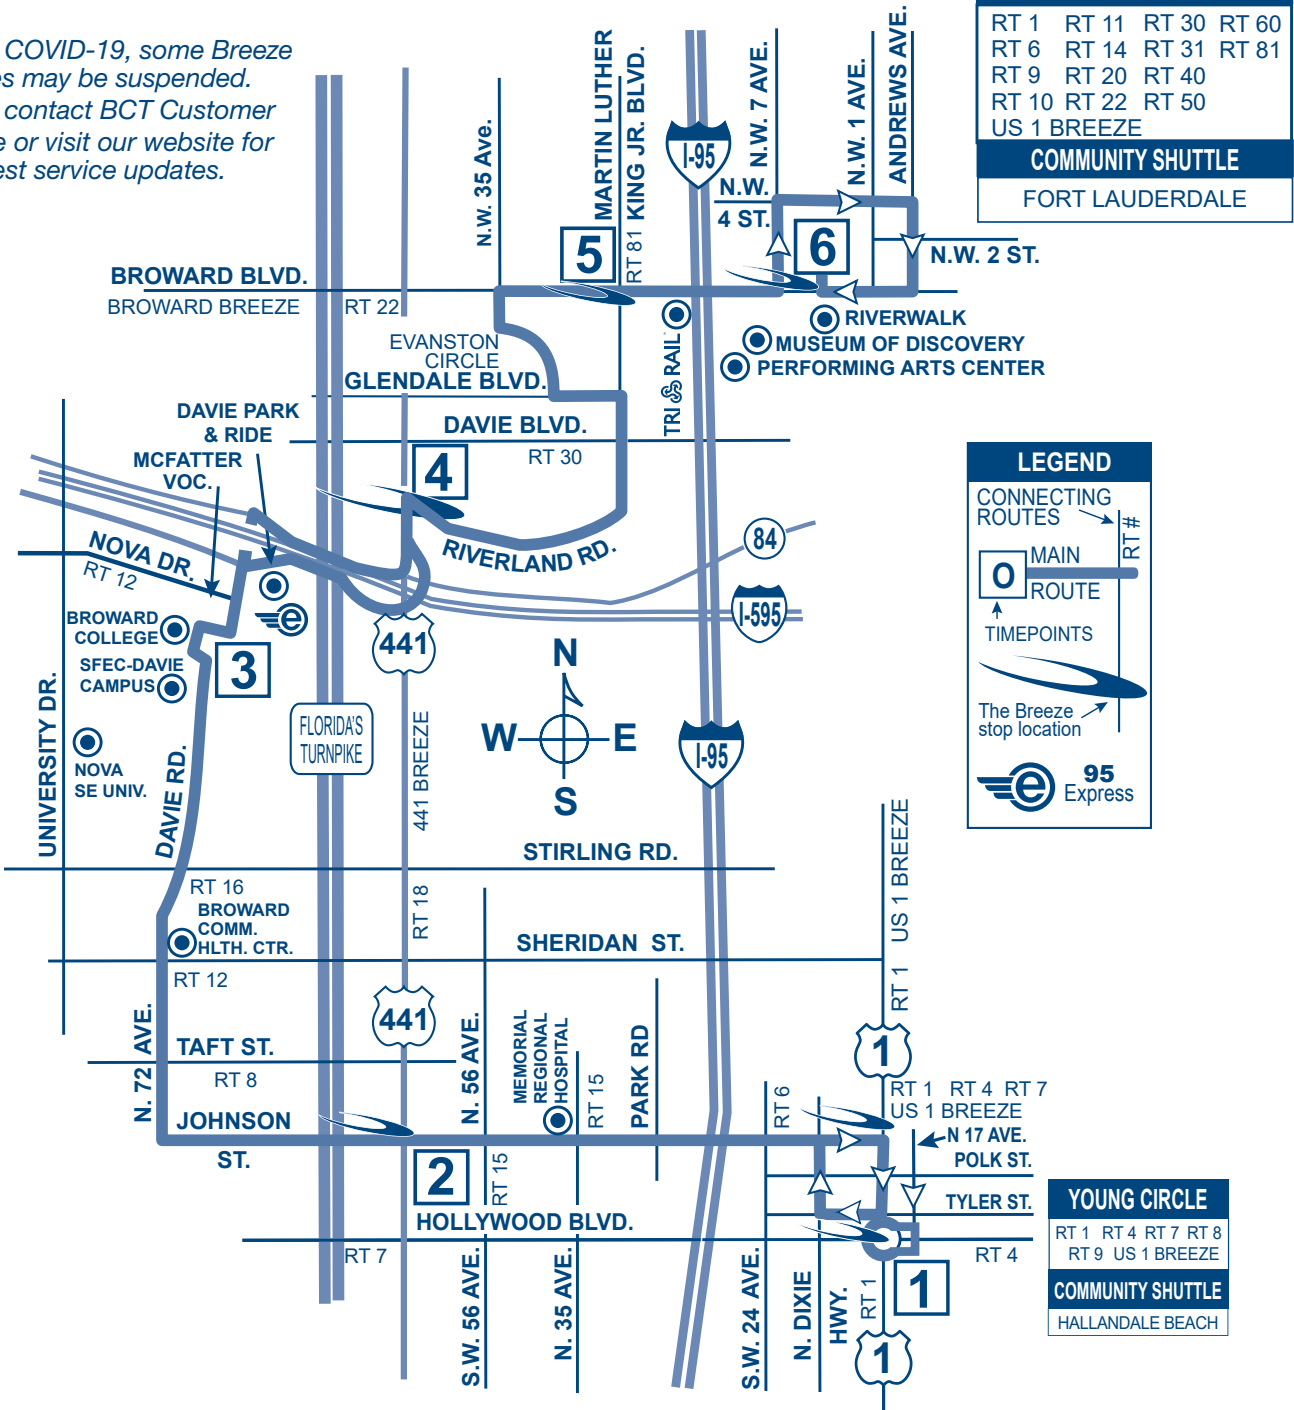 COVID-19, some Breeze
es may be suspended.
contact BCT Customer
e or visit our website for
est service updates.
RT 1 RT 11 RT 30 RT 60
RT 6 RT 14 RT 31 RT 81
RT 9 RT 20 RT 40
RT 10 RT 22 RT 50
US 1 BREEZE
COMMUNITY SHUTTLE
FORT LAUDERDALE
N.W. 35 Ave.
MARTIN LUTHER
KING JR. BLVD.
RT 81
I-95
N.W. 7 AVE.
N.W. 1 AVE.
ANDREWS AVE.
N.W.
4 ST.
5
6
N.W. 2 ST.
BROWARD BLVD.
BROWARD BREEZE
RT 22
RIVERWALK
MUSEUM OF DISCOVERY
PERFORMING ARTS CENTER
TRI RAIL
EVANSTON
CIRCLE
GLENDALE BLVD.
DAVIE PARK
& RIDE
DAVIE BLVD.
RT 30
MCFATTER
VOC.
4
LEGEND
CONNECTING
ROUTES
RT #
O
MAIN
ROUTE
TIMEPOINTS
The Breeze
stop location
e
95
Express
NOVA DR.
RT 12
RIVERLAND RD.
84
I-595
e
BROWARD
COLLEGE
SFEC-DAVIE
CAMPUS
3
441
N
W
E
S
UNIVERSITY DR.
NOVA
SE UNIV.
DAVIE RD.
FLORIDA'S
TURNPIKE
441 BREEZE
I-95
STIRLING RD.
RT 16
BROWARD
COMM.
HLTH. CTR.
RT 18
US 1 BREEZE
RT 1
SHERIDAN ST.
RT 12
441
N. 72 AVE.
TAFT ST.
RT 8
N. 56 AVE.
MEMORIAL
REGIONAL
HOSPITAL
RT 15
PARK RD
RT 6
1
RT 1 RT 4 RT 7
US 1 BREEZE
N 17 AVE.
POLK ST.
TYLER ST.
JOHNSON
ST.
2
RT 15
HOLLYWOOD BLVD.
RT 7
RT 4
S.W. 56 AVE.
N. 35 AVE.
S.W. 24 AVE.
N. DIXIE
HWY.
RT 1
1
1
YOUNG CIRCLE
RT 1 RT 4 RT 7 RT 8
RT 9 US 1 BREEZE
COMMUNITY SHUTTLE
HALLANDALE BEACH